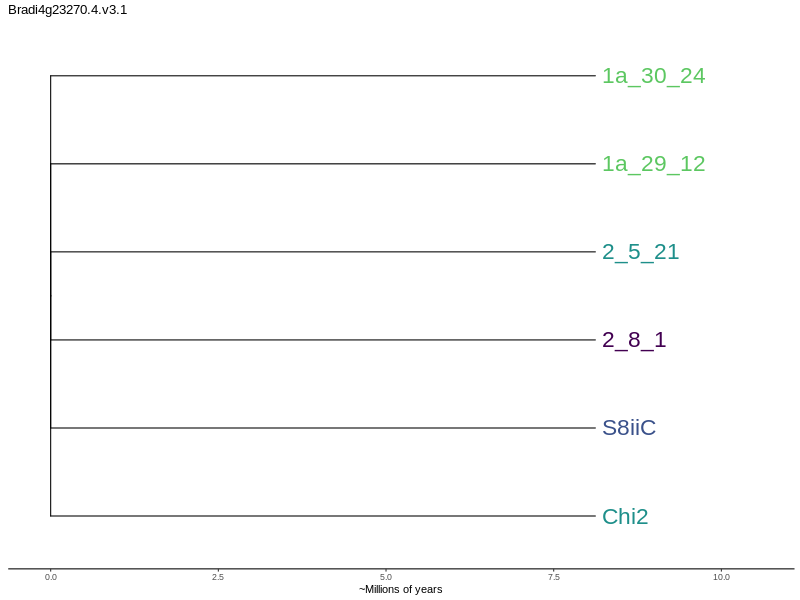 Bradi4g23270.4.v3.1
1a_30_24
1a_29_12
2_5_21
2_8_1
S8iiC
Chi2
0.0 2.5 5.0 7.5 10.0
~Millions of years